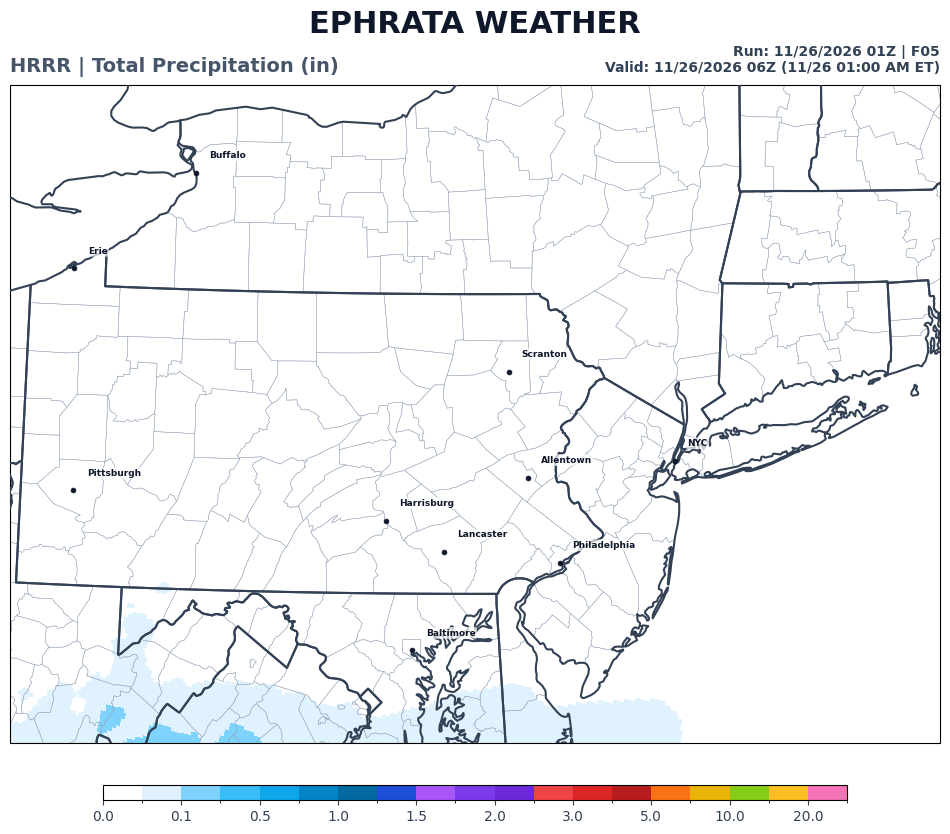 EPHRATA WEATHER
HRRR | Total Precipitation (in)
Run: 11/26/2026 01Z | F05
Valid: 11/26/2026 06Z (11/26 01:00 AM ET)
Buffalo
Erie
Scranton
NYC
Allentown
Pittsburgh
Harrisburg
Lancaster
Philadelphia
Baltimore
0.0 0.1 0.5 1.0 1.5 2.0 3.0 5.0 10.0 20.0